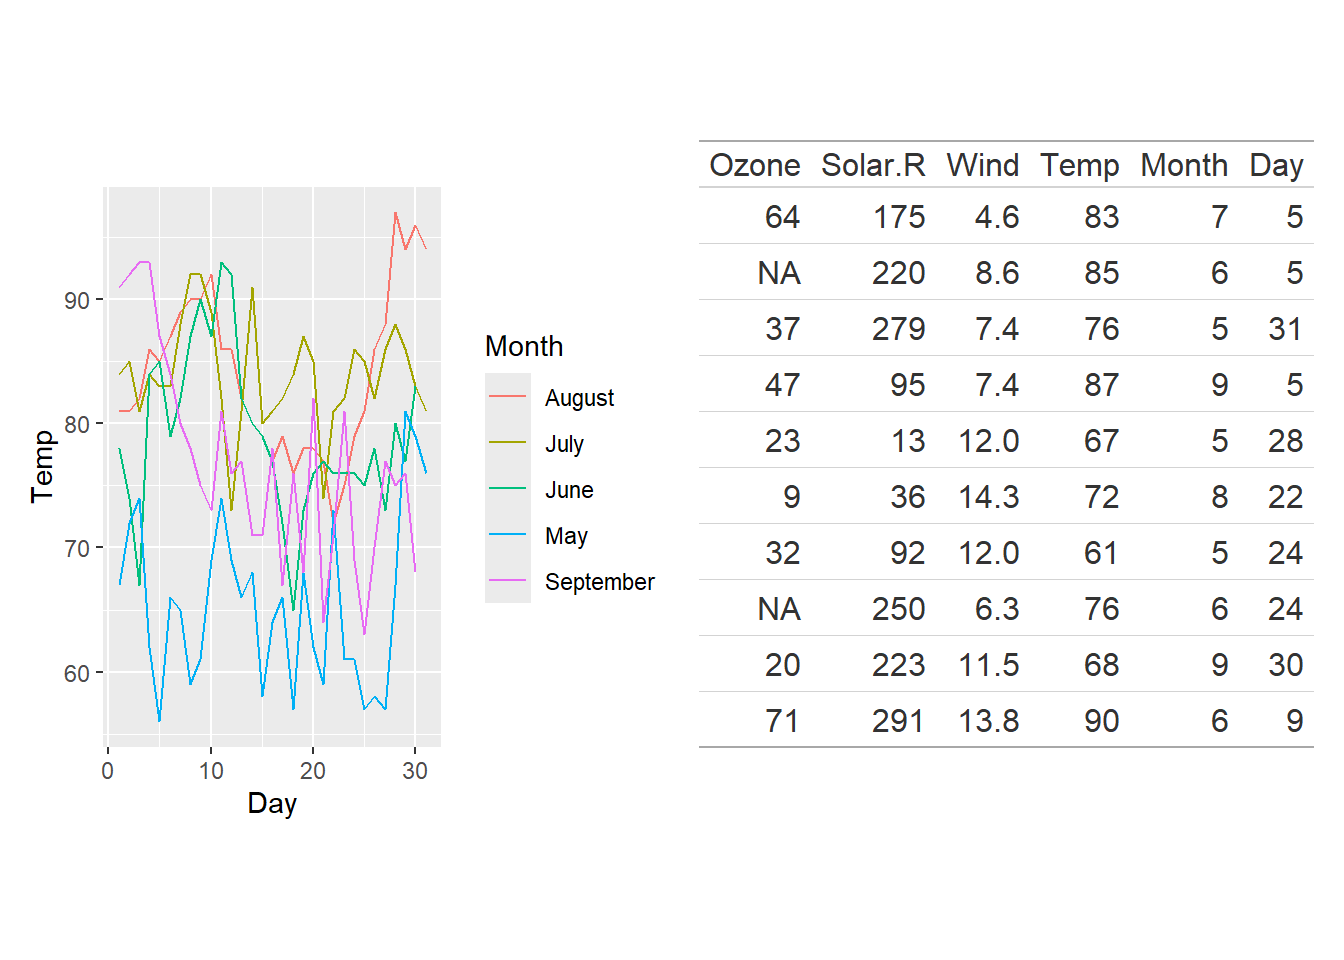 90
80
70
60
Temp
0 10 20 30
Day
Month
August
July
June
May
September
Ozone Solar.R Wind Temp Month Day
64 175 4.6 83 7 5
NA 220 8.6 85 6 5
37 279 7.4 76 5 31
47 95 7.4 87 9 5
23 13 12.0 67 5 28
9 36 14.3 72 8 22
32 92 12.0 61 5 24
NA 250 6.3 76 6 24
20 223 11.5 68 9 30
71 291 13.8 90 6 9